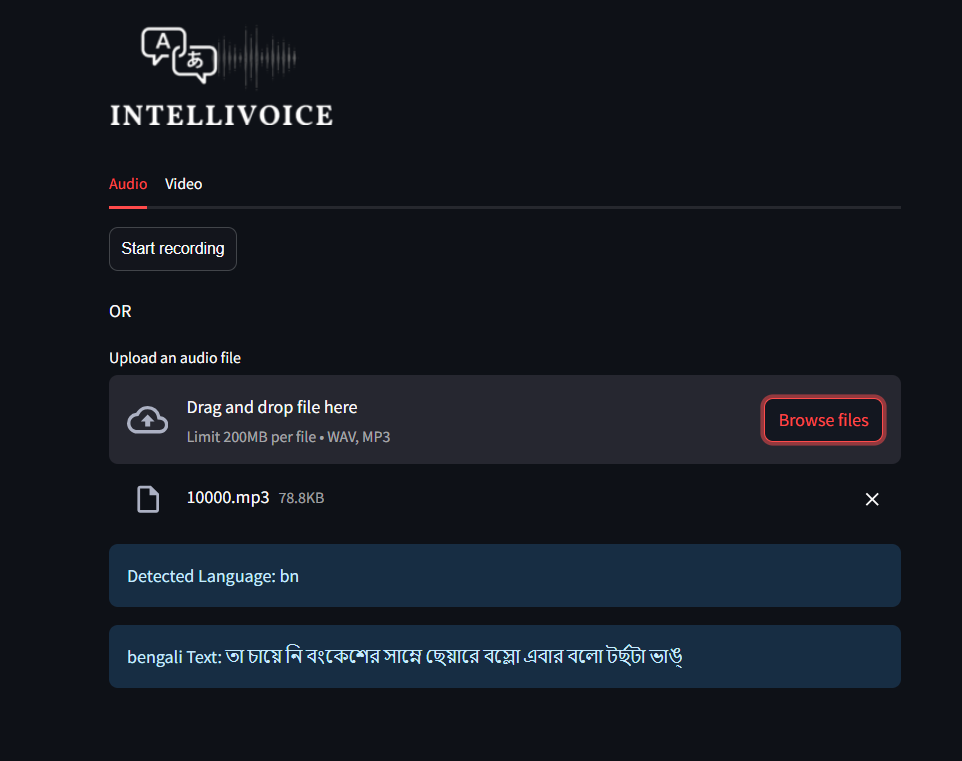 A あ
INTELLIVOICE
Audio Video
Start recording
OR
Upload an audio file
Drag and drop file here
Limit 200MB per file • WAV, MP3
Browse files
10000.mp3 78.8KB
Detected Language: bn
bengali Text: তা চায়ে নি বংকেশের সাম্নে ছেয়ারে বস্লো এবার বলো টর্ছটা ভাঙ্